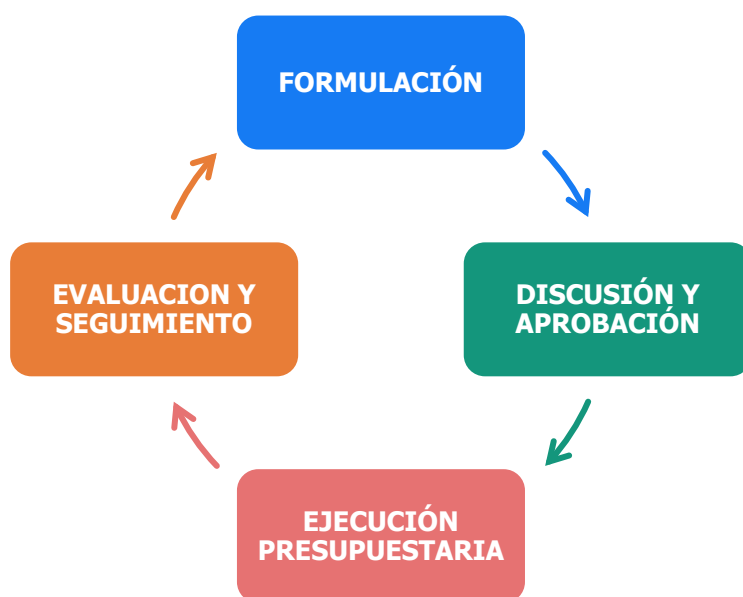 FORMULACIÓN
DISCUSIÓN Y
APROBACIÓN
EJECUCIÓN
PRESUPUESTARIA
EVALUACION Y
SEGUIMIENTO